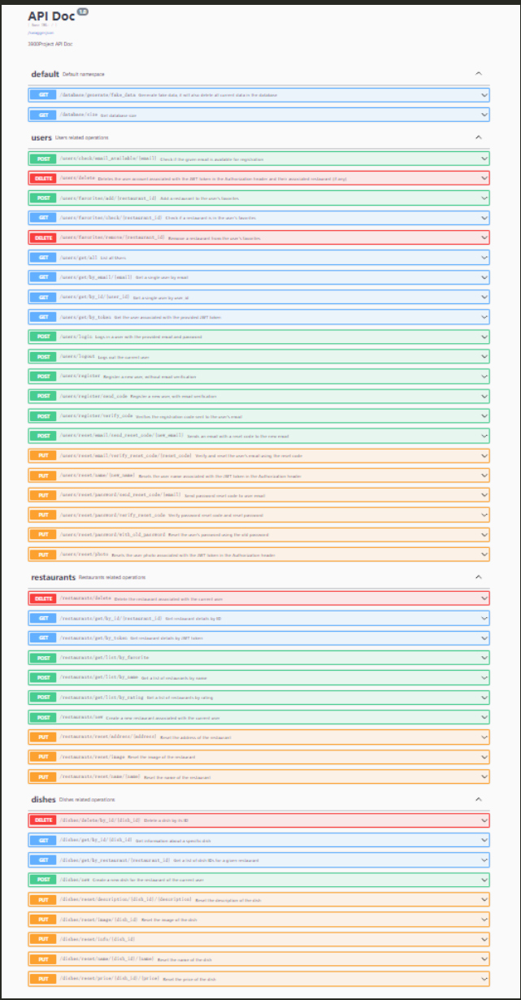 API Doc 1.0
/swagger.json
3900Project API Doc
default Default namespace
GET /database/generate/fake_data Generate fake data, it will also delete all current data in the database
GET /database/size Get database size
users Users related operations
POST /users/check/email_available/{email} Check if the given email is available for registration
DELETE /users/delete Deletes the user account associated with the JWT token in the Authorization header and their associated restaurant (if any)
POST /users/favorites/add/{restaurant_id} Add a restaurant to the user's favorites
GET /users/favorites/check/{restaurant_id} Check if a restaurant is in the user's favorites
DELETE /users/favorites/remove/{restaurant_id} Remove a restaurant from the user's favorites
GET /users/get/all List all Users
GET /users/get/by_email/{email} Get a single user by email
GET /users/get/by_id/{user_id} Get a single user by user_id
GET /users/get/by_token Get the user associated with the provided JWT token
POST /users/login Logs in a user with the provided email and password
POST /users/logout Logs out the current user
POST /users/register Register a new user, without email verification
POST /users/register/send_code Register a new user, with email verification
POST /users/register/verify_code Verifies the registration code sent to the user's email
POST /users/reset/email/send_reset_code/{new_email} Sends an email with a reset code to the new email
PUT /users/reset/email/verify_reset_code/{reset_code} Verify and reset the user's email using the reset code
PUT /users/reset/name/{new_name} Resets the user name associated with the JWT token in the Authorization header
PUT /users/reset/password/send_reset_code/{email} Send password reset code to user email
PUT /users/reset/password/verify_reset_code Verify password reset code and reset password
PUT /users/reset/password/with_old_password Reset the user's password using the old password
PUT /users/reset/photo Resets the user photo associated with the JWT token in the Authorization header
restaurants Restaurants related operations
DELETE /restaurants/delete Delete the restaurant associated with the current user
GET /restaurants/get/by_id/{restaurant_id} Get restaurant details by ID
GET /restaurants/get/by_token Get restaurant details by JWT token
POST /restaurants/get/list/by_favorite
POST /restaurants/get/list/by_name Get a list of restaurants by name
POST /restaurants/get/list/by_rating Get a list of restaurants by rating
POST /restaurants/new Create a new restaurant associated with the current user
PUT /restaurants/reset/address/{address} Reset the address of the restaurant
PUT /restaurants/reset/image Reset the image of the restaurant
PUT /restaurants/reset/name/{name} Reset the name of the restaurant
dishes Dishes related operations
DELETE /dishes/delete/by_id/{dish_id} Delete a dish by its ID
GET /dishes/get/by_id/{dish_id} Get information about a specific dish
GET /dishes/get/by_restaurant/{restaurant_id} Get a list of dish IDs for a given restaurant
POST /dishes/new Create a new dish for the restaurant of the current user
PUT /dishes/reset/description/{dish_id}/{description} Reset the description of the dish
PUT /dishes/reset/image/{dish_id} Reset the image of the dish
PUT /dishes/reset/info/{dish_id}
PUT /dishes/reset/name/{dish_id}/{name} Reset the name of the dish
PUT /dishes/reset/price/{dish_id}/{price} Reset the price of the dish